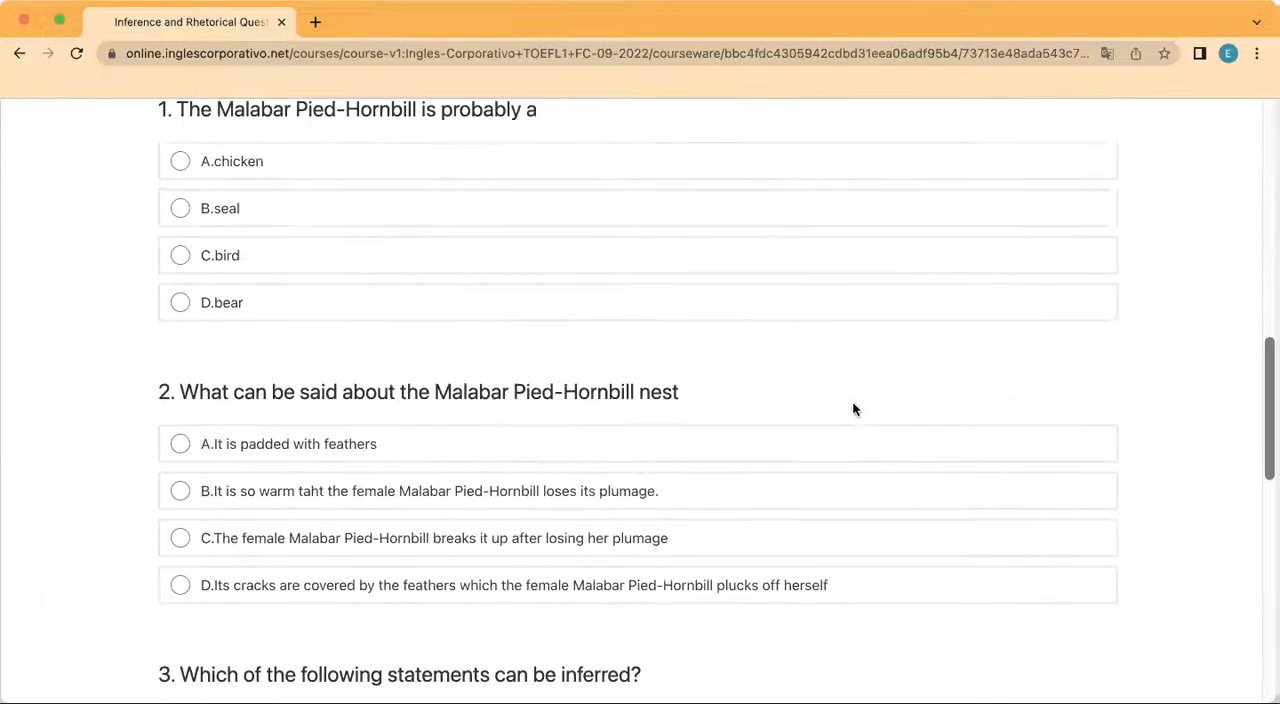 Inference and Rhetorical Quest
online.inglescorporativo.net/courses/course-v1:Ingles-Corporativo+TOEFL1+FC-09-2022/courseware/bbc4fdc4305942cdbd31eea06adf95b4/73713e48ada543c7...
E
1. The Malabar Pied-Hornbill is probably a
A.chicken
B.seal
C.bird
D.bear
2. What can be said about the Malabar Pied-Hornbill nest
A.It is padded with feathers
B.It is so warm taht the female Malabar Pied-Hornbill loses its plumage.
C.The female Malabar Pied-Hornbill breaks it up after losing her plumage
D.Its cracks are covered by the feathers which the female Malabar Pied-Hornbill plucks off herself
3. Which of the following statements can be inferred?